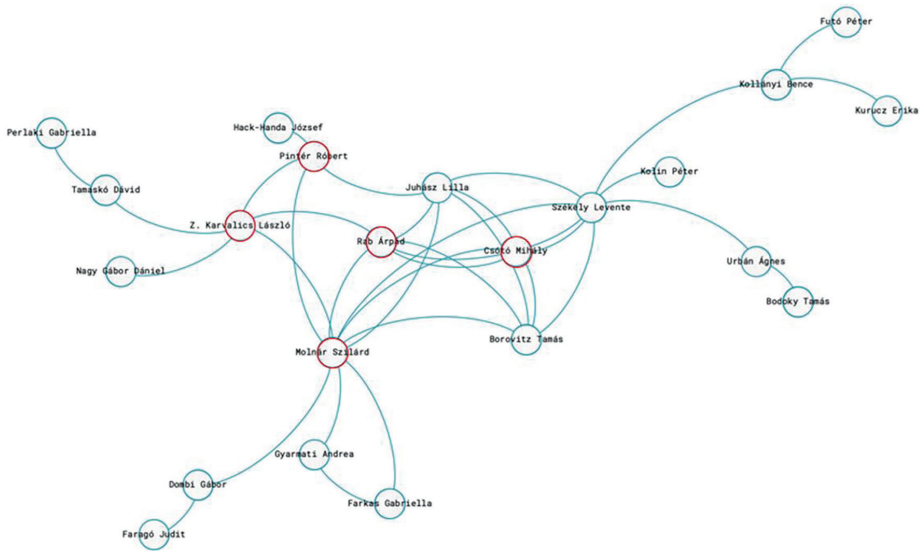 Futó Péter
Kollányi Bence
Kurucz Erika
Hack-Handa József
Perlaki Gabriella
Pintér Róbert
Kolin Péter
Juhász Lilla
Tamaskó Dávid
Székely Levente
Z. Karvalics László
Rab Árpád
Csótó Mihály
Urbán Ágnes
Nagy Gábor Dániel
Bodoky Tamás
Borovitz Tamás
Molnár Szilárd
Gyarmati Andrea
Dombi Gábor
Farkas Gabriella
Faragó Judit